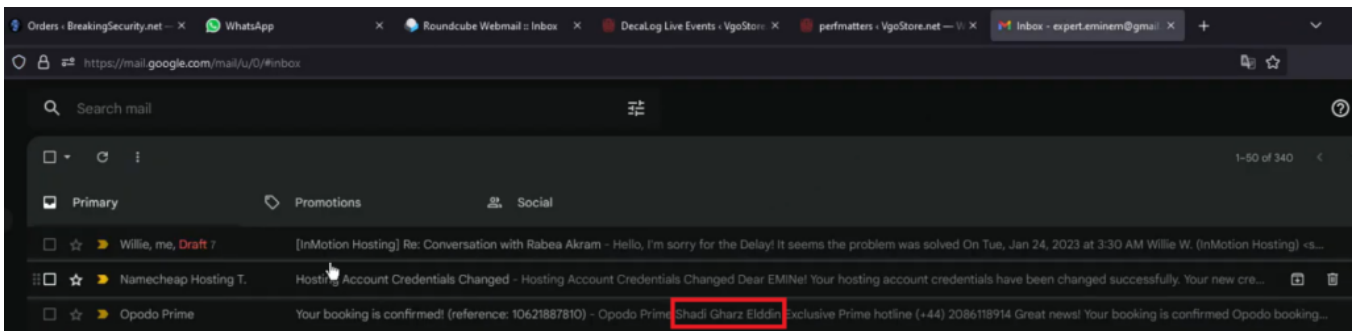 Orders ‹ BreakingSecurity.net — WhatsApp Roundcube Webmail :: Inbox DecaLog Live Events ‹ VgoStore. perfmatters ‹ VgoStore.net — Inbox - expert.eminem@gmail.
https://mail.google.com/mail/u/0/#inbox
Search mail
1–50 of 340
Primary Promotions Social
Willie, me, Draft 7 [InMotion Hosting] Re: Conversation with Rabea Akram - Hello, I'm sorry for the Delay! It seems the problem was solved On Tue, Jan 24, 2023 at 3:30 AM Willie W. (InMotion Hosting) <s...
Namecheap Hosting T. Hosting Account Credentials Changed - Hosting Account Credentials Changed Dear EMINe! Your hosting account credentials have been changed successfully. Your new cre...
Opodo Prime Your booking is confirmed! (reference: 10621887810) - Opodo Prime Shadi Gharz Elddin Exclusive Prime hotline (+44) 2086118914 Great news! Your booking is confirmed Opodo booking...